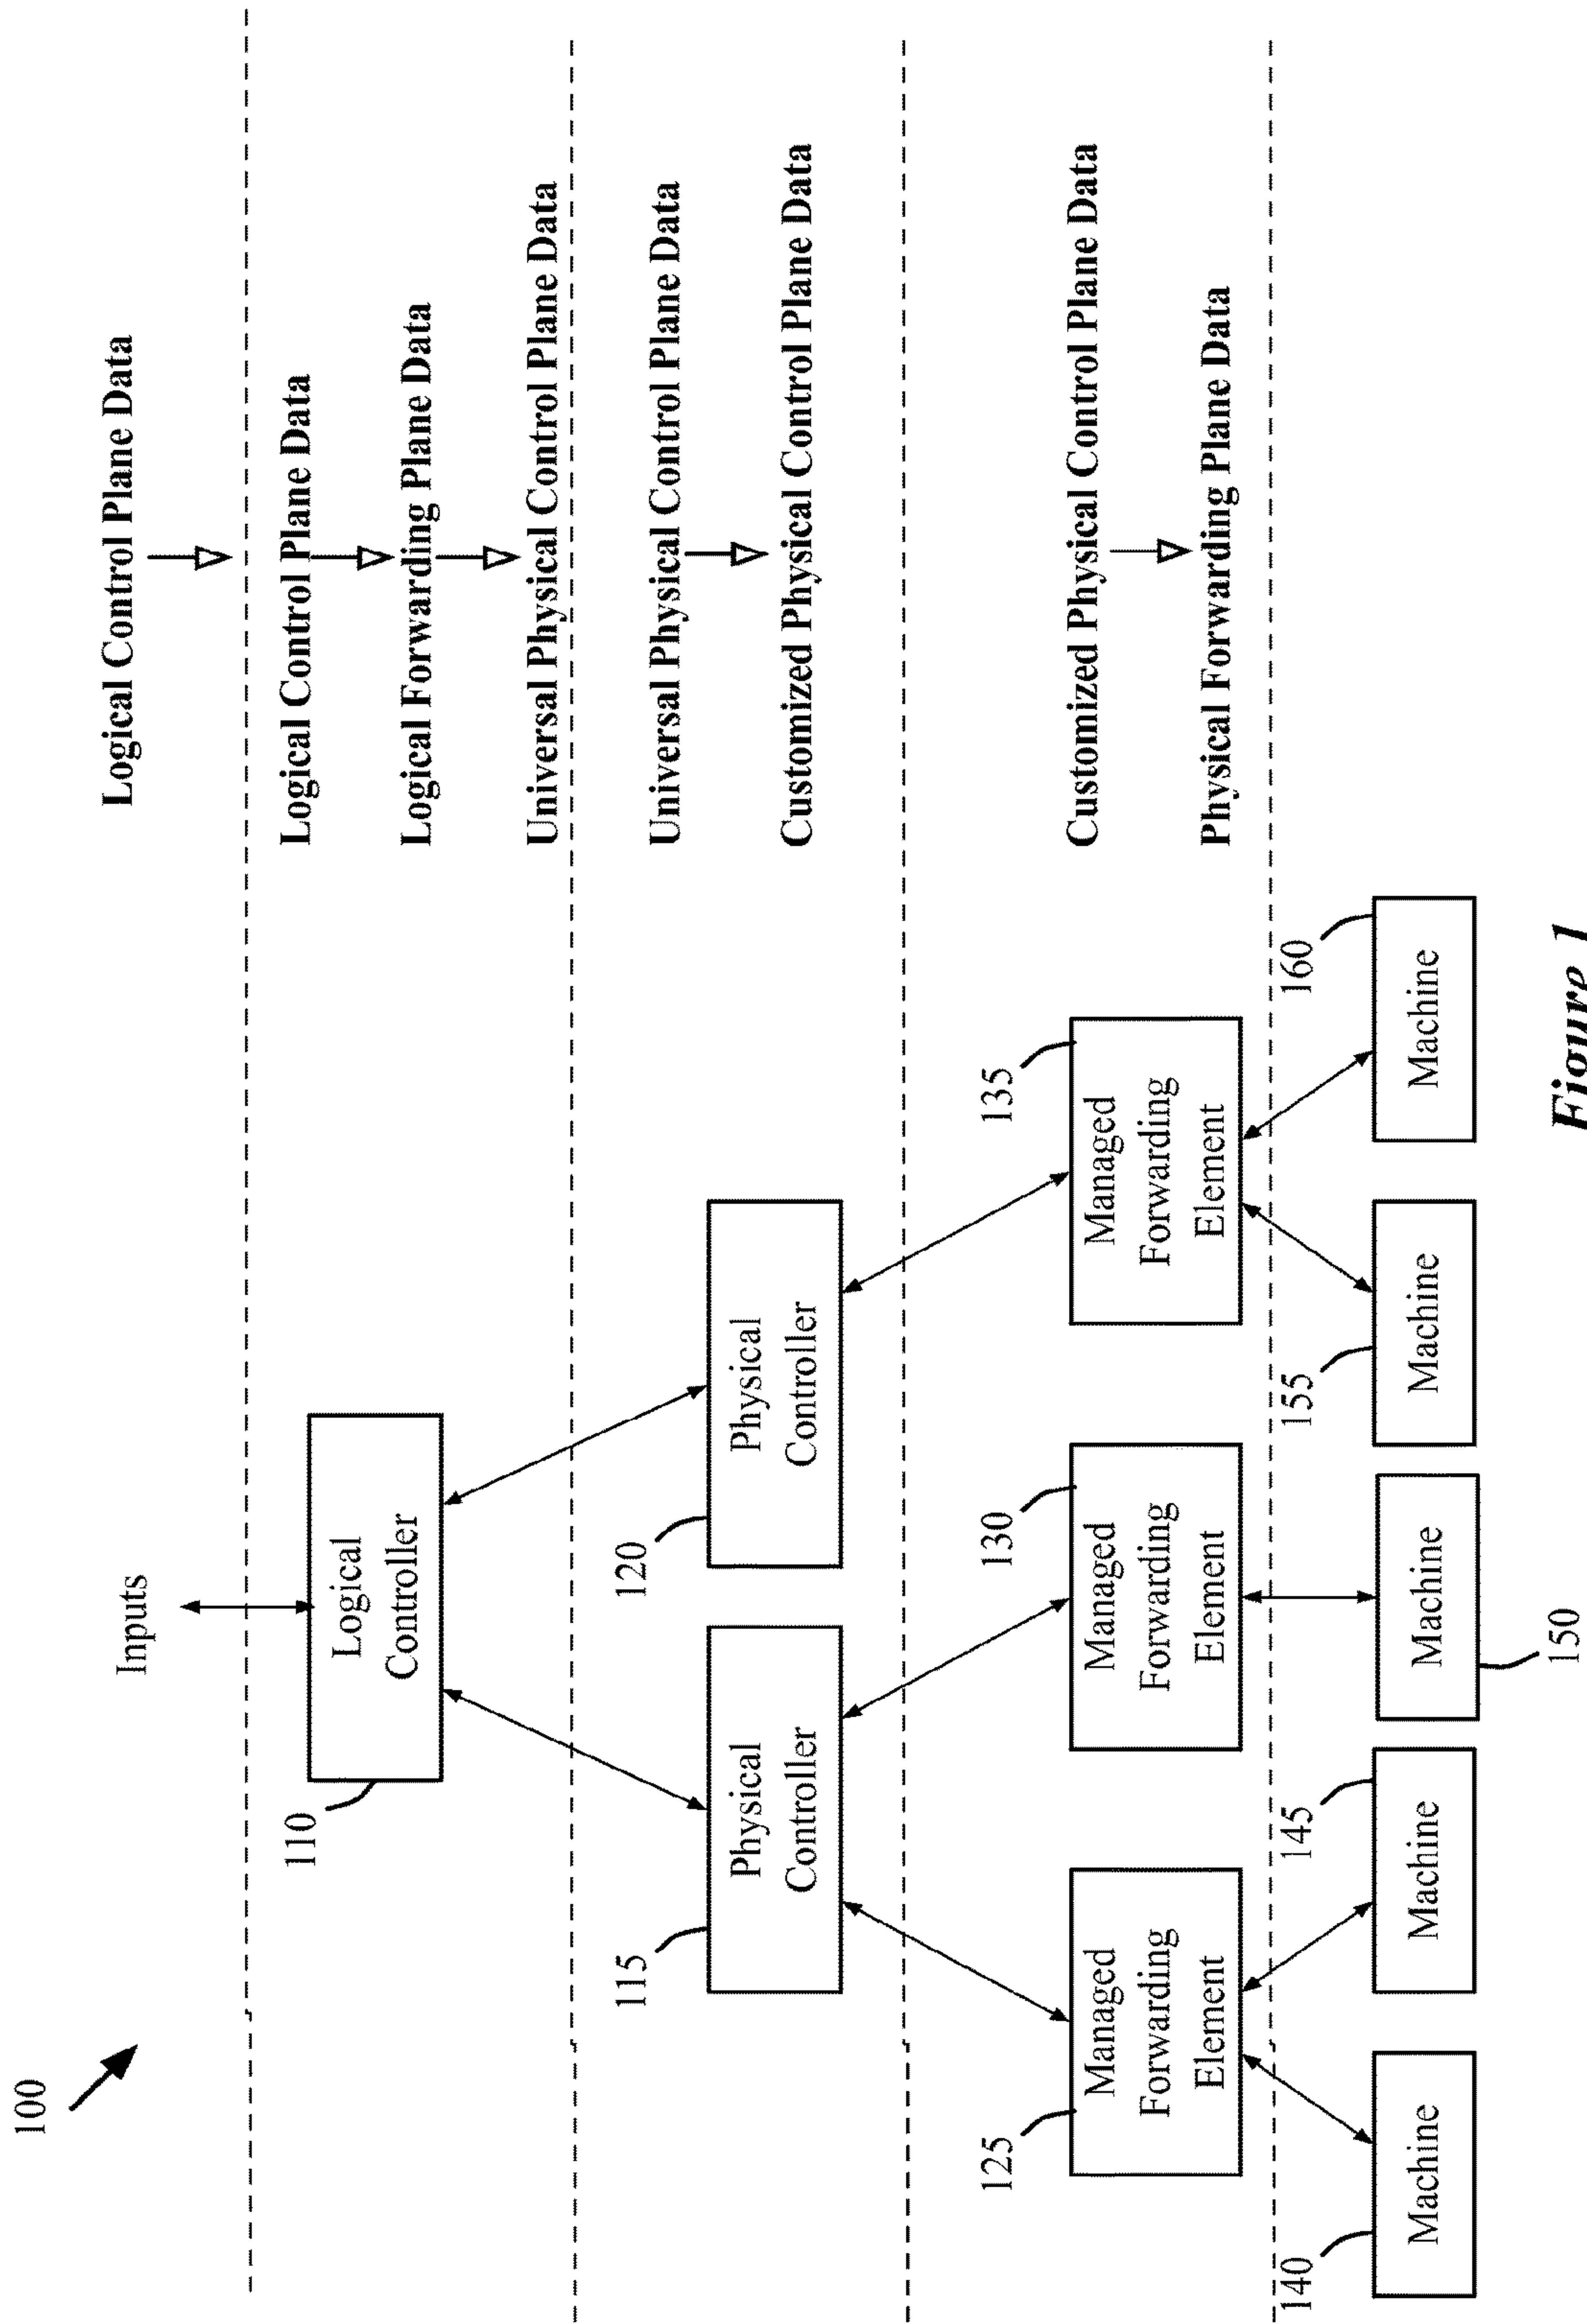 100
Inputs
Logical Control Plane Data
110
Logical
Controller
Logical Control Plane Data
Logical Forwarding Plane Data
Universal Physical Control Plane Data
115
Physical
Controller
120
Physical
Controller
Universal Physical Control Plane Data
Customized Physical Control Plane Data
125
Managed
Forwarding
Element
130
Managed
Forwarding
Element
135
Managed
Forwarding
Element
Customized Physical Control Plane Data
Physical Forwarding Plane Data
140
Machine
145
Machine
150
Machine
155
Machine
160
Machine
Figure 1